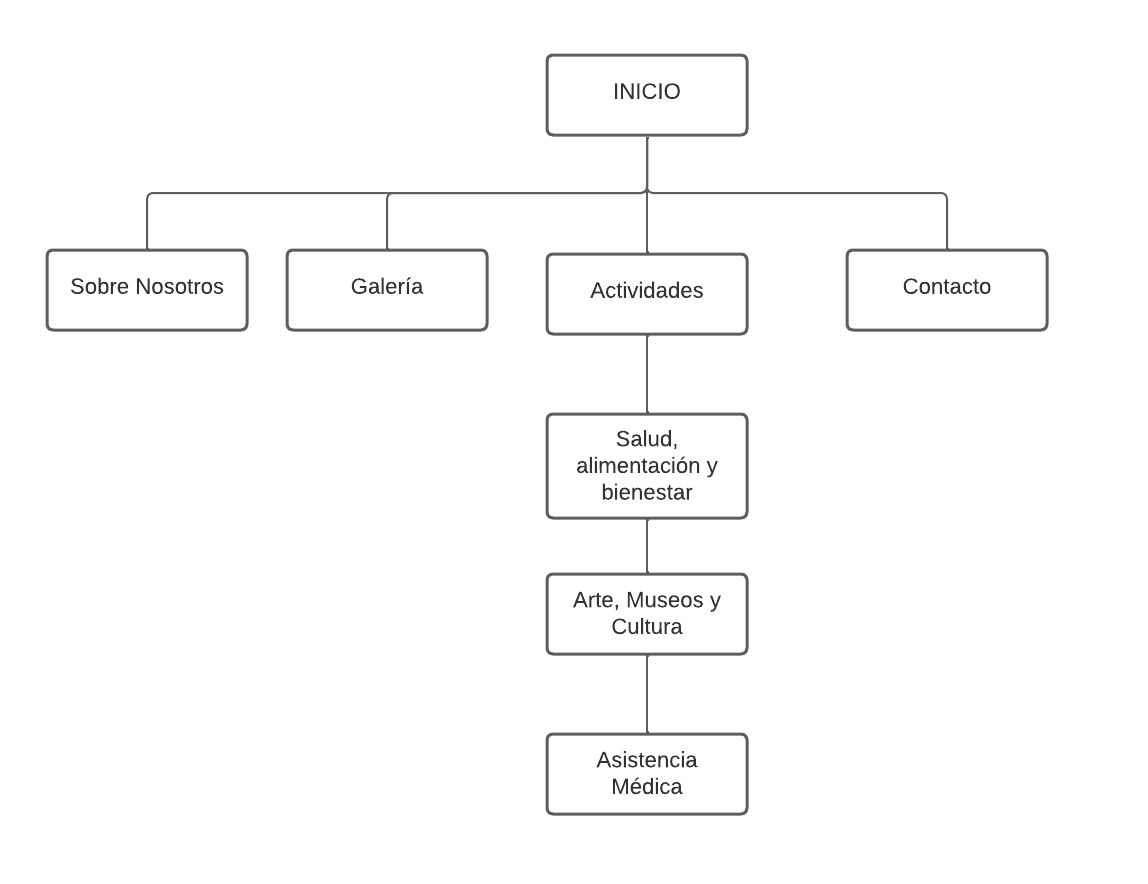 INICIO
Sobre Nosotros
Galería
Actividades
Contacto
Salud,
alimentación y
bienestar
Arte, Museos y
Cultura
Asistencia
Médica